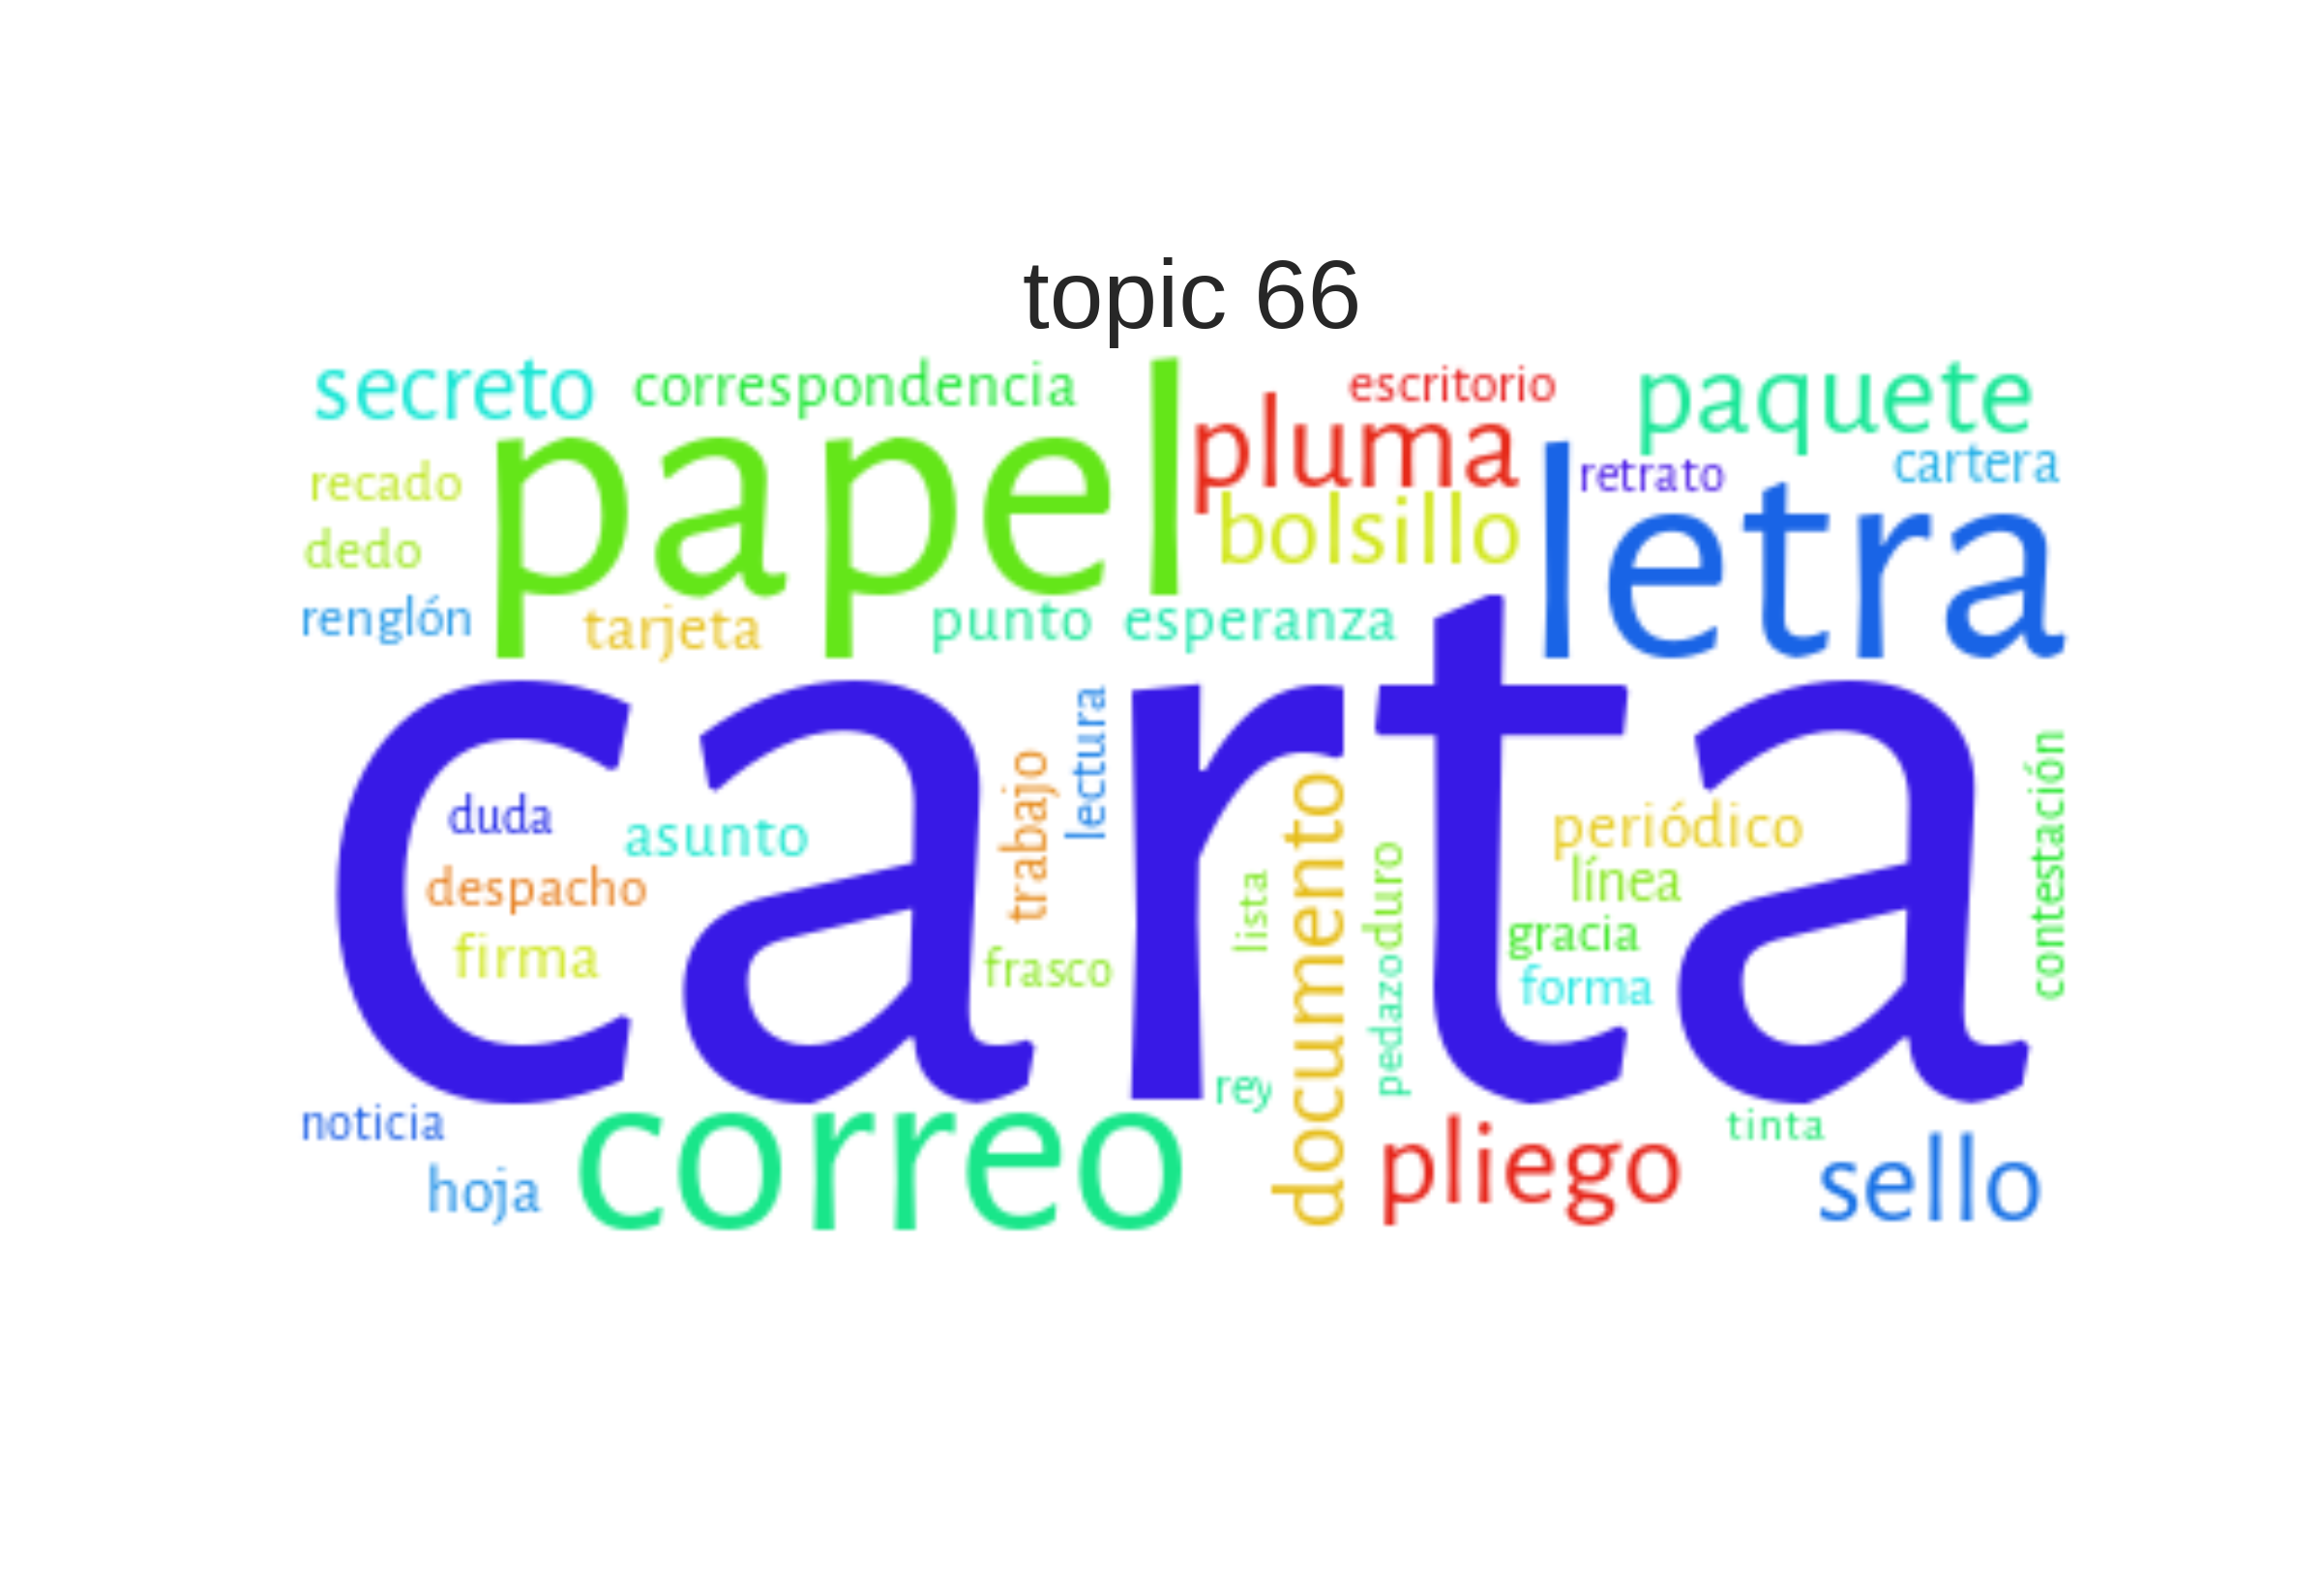 topic 66
secreto
correspondencia
escritorio
paquete
papel
pluma
retrato
cartera
recado
bolsillo
letra
dedo
renglón
tarjeta
punto
esperanza
carta
lectura
trabajo
contestación
duda
asunto
periódico
documento
duro
línea
despacho
lista
gracia
firma
frasco
pedazo
forma
rey
noticia
correo
pliego
tinta
hoja
sello